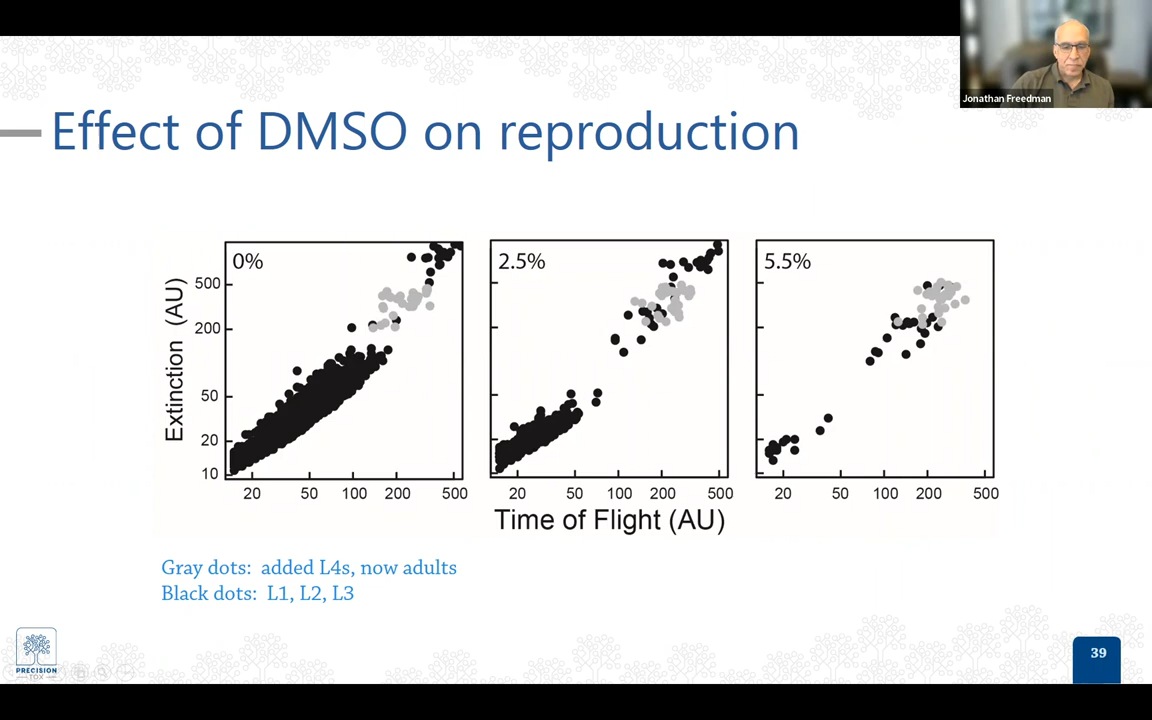 Jonathan Freedman
Effect of DMSO on reproduction
0%
2.5%
5.5%
Extinction (AU)
500
200
50
20
10
20 50 100 200 500
20 50 100 200 500
20 50 100 200 500
Time of Flight (AU)
Gray dots: added L4s, now adults
Black dots: L1, L2, L3
PRECISION
TOX
39